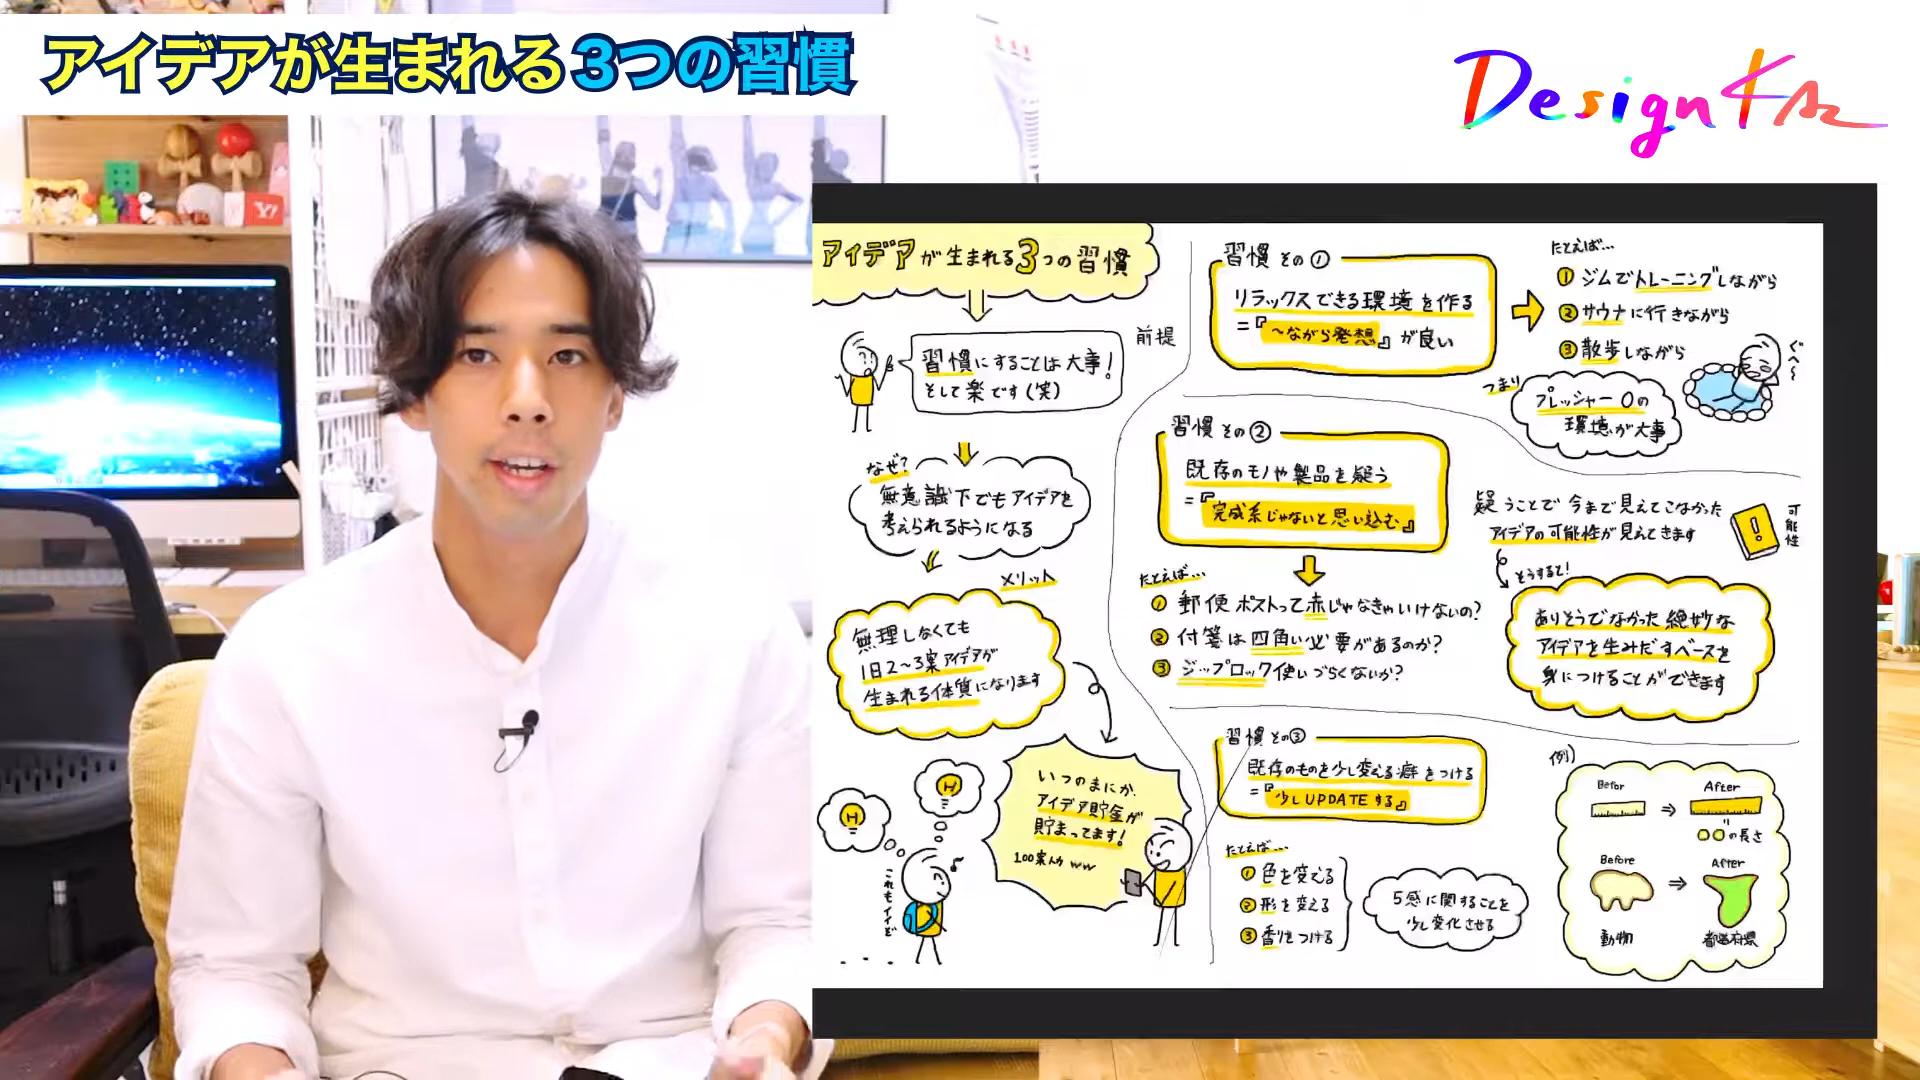 アイデアが生まれる3つの習慣
Design KAz
Y!
アイデアが生まれる3つの習慣
前提
習慣にすることは大事!
そして楽です(笑)
なぜ?
無意識下でもアイデアを
考えられるようになる
メリット
無理しなくても
1日2〜3案アイデアが
生まれる体質になります
いつのまにか、
アイデア貯金が
貯まってます!
100案入力ww
これもイイぞ
習慣その①
リラックスできる環境を作る
=『〜ながら発想』が良い
たとえば…
① ジムでトレーニングしながら
② サウナに行きながら
③ 散歩しながら
ぐへ〜
つまり
プレッシャー0の
環境が大事
習慣その②
既存のモノや製品を疑う
=『完成系じゃないと思い込む』
たとえば…
① 郵便ポストって赤じゃなきゃいけないの?
② 付箋は四角い必要があるのか?
③ ジップロック使いづらくないか?
疑うことで今まで見えてこなかった
アイデアの可能性が見えてきます
可能性
そうすると!
ありそうでなかった絶妙な
アイデアを生みだすベースを
身につけることができます
習慣その③
既存のものを少し変える癖をつける
=『少しUPDATEする』
たとえば…
① 色を変える
② 形を変える
③ 香りをつける
5感に関することを
少し変化させる
例)
Befor
After
○○の長さ
Before
After
動物
都道府県